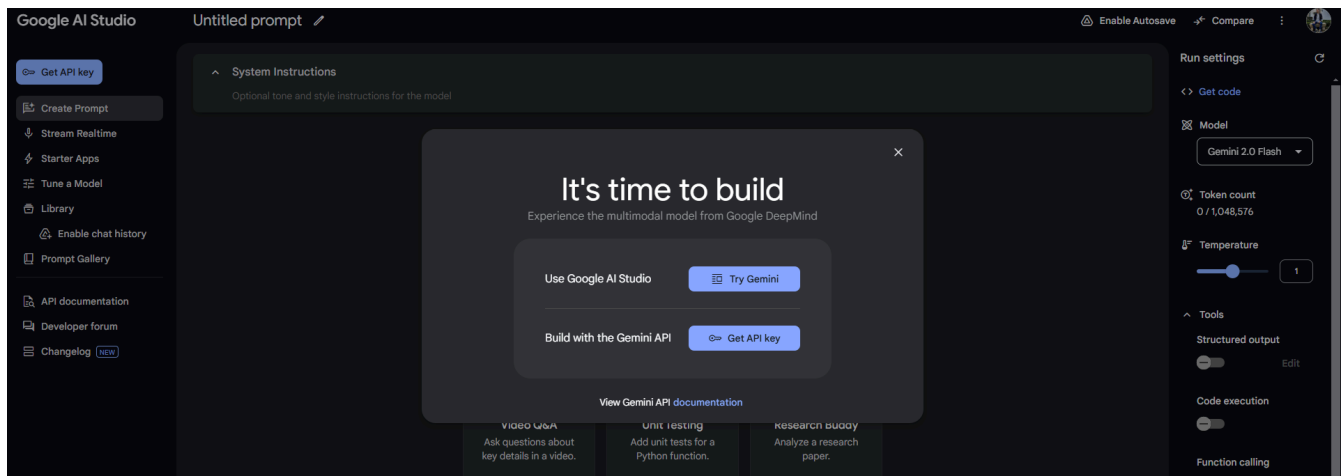 Google AI Studio
Untitled prompt
Enable Autosave
Compare
Get API key
Create Prompt
Stream Realtime
Starter Apps
Tune a Model
Library
Enable chat history
Prompt Gallery
API documentation
Developer forum
Changelog NEW
System Instructions
Optional tone and style instructions for the model
It's time to build
Experience the multimodal model from Google DeepMind
Use Google AI Studio
Try Gemini
Build with the Gemini API
Get API key
View Gemini API documentation
Video Q&A
Ask questions about
key details in a video.
Unit Testing
Add unit tests for a
Python function.
Research Buddy
Analyze a research
paper.
Run settings
Get code
Model
Gemini 2.0 Flash
Token count
0 / 1,048,576
Temperature
1
Tools
Structured output
Edit
Code execution
Function calling